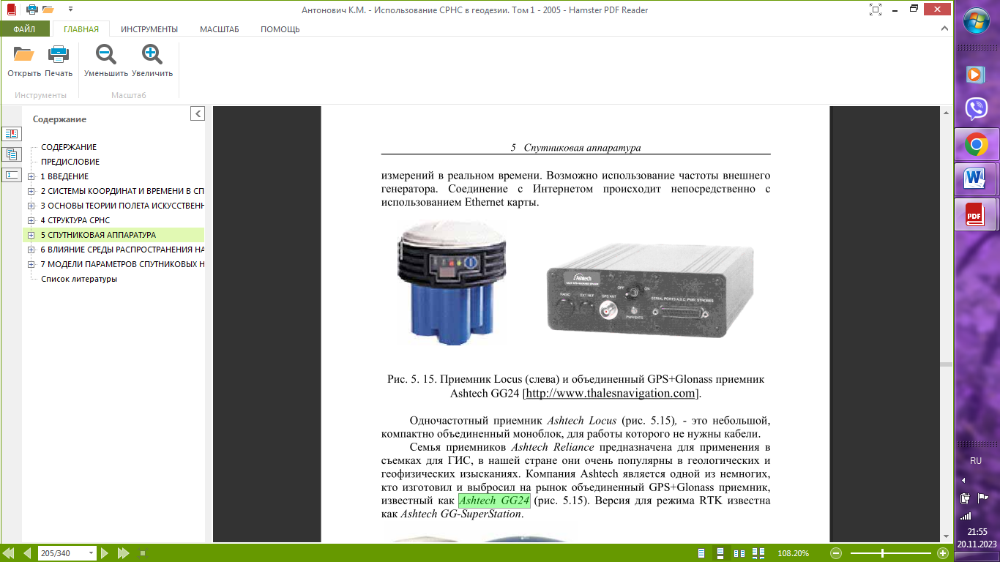 Антонович К.М. - Использование СРНС в геодезии. Том 1 - 2005 - Hamster PDF Reader
ФАЙЛ
ГЛАВНАЯ
ИНСТРУМЕНТЫ
МАСШТАБ
ПОМОЩЬ
Открыть Печать
Уменьшить Увеличить
Инструменты
Масштаб
Содержание
СОДЕРЖАНИЕ
ПРЕДИСЛОВИЕ
1 ВВЕДЕНИЕ
2 СИСТЕМЫ КООРДИНАТ И ВРЕМЕНИ В СП
3 ОСНОВЫ ТЕОРИИ ПОЛЕТА ИСКУССТВЕНН
4 СТРУКТУРА СРНС
5 СПУТНИКОВАЯ АППАРАТУРА
6 ВЛИЯНИЕ СРЕДЫ РАСПРОСТРАНЕНИЯ НА
7 МОДЕЛИ ПАРАМЕТРОВ СПУТНИКОВЫХ Н
Список литературы
5 Спутниковая аппаратура
измерений в реальном времени. Возможно использование частоты внешнего
генератора. Соединение с Интернетом происходит непосредственно с
использованием Ethernet карты.
Ashtech
OFF
ON
RADIO
EXT REF
GPS ANT
SERIAL PORTS A,D,C, PWR, STROBES
PWR/SATS
Рис. 5. 15. Приемник Locus (слева) и объединенный GPS+Glonass приемник
Ashtech GG24 [http://www.thalesnavigation.com].
Одночастотный приемник Ashtech Locus (рис. 5.15), - это небольшой,
компактно объединенный моноблок, для работы которого не нужны кабели.
Семья приемников Ashtech Reliance предназначена для применения в
съемках для ГИС, в нашей стране они очень популярны в геологических и
геофизических изысканиях. Компания Ashtech является одной из немногих,
кто изготовил и выбросил на рынок объединенный GPS+Glonass приемник,
известный как Ashtech GG24 (рис. 5.15). Версия для режима RTK известна
как Ashtech GG-SuperStation.
205/340
108.20%
PDF
RU
21:55
20.11.2023